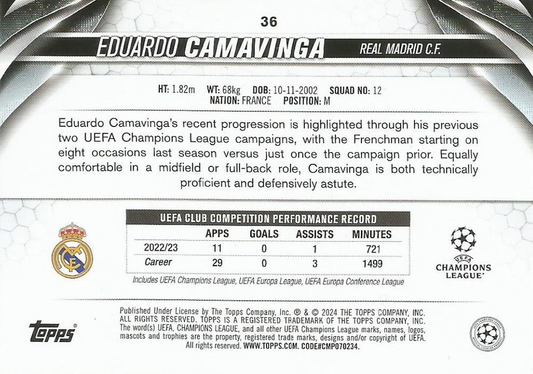 36
EDUARDO CAMAVINGA
REAL MADRID C.F.
HT: 1.82m WT: 68kg DOB: 10-11-2002 SQUAD NO: 12
NATION: FRANCE POSITION: M
Eduardo Camavinga's recent progression is highlighted through his previous
two UEFA Champions League campaigns, with the Frenchman starting on
eight occasions last season versus just once the campaign prior. Equally
comfortable in a midfield or full-back role, Camavinga is both technically
proficient and defensively astute.
UEFA CLUB COMPETITION PERFORMANCE RECORD
APPS GOALS ASSISTS MINUTES
2022/23 11 0 1 721
Career 29 0 3 1499
Includes UEFA Champions League, UEFA Europa League, UEFA Europa Conference League
UEFA
CHAMPIONS
LEAGUE
Topps
Published Under License by The Topps Company, Inc. ® & © 2024 THE TOPPS COMPANY, INC.
ALL RIGHTS RESERVED. TOPPS IS A REGISTERED TRADEMARK OF THE TOPPS COMPANY, INC.
The word(s) UEFA, CHAMPIONS LEAGUE, and all other UEFA Champions League marks, names, logos,
mascots and trophies are the property, registered trade marks, designs and/or copyright of UEFA.
All rights reserved. WWW.TOPPS.COM. CODE#CMP070234.